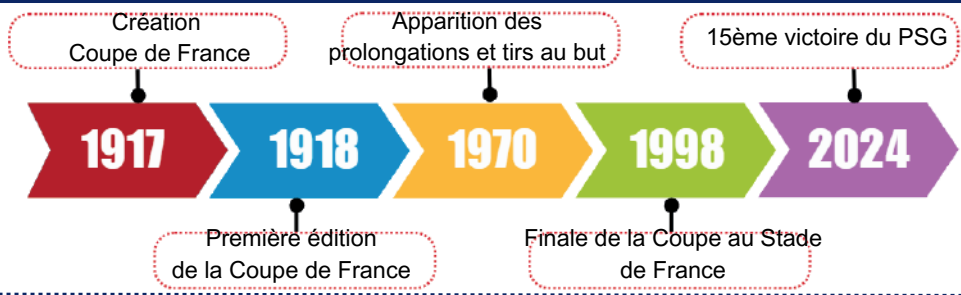 Création
Coupe de France
Apparition des
prolongations et tirs au but
15ème victoire du PSG
1917
1918
1970
1998
2024
Première édition
de la Coupe de France
Finale de la Coupe au Stade
de France